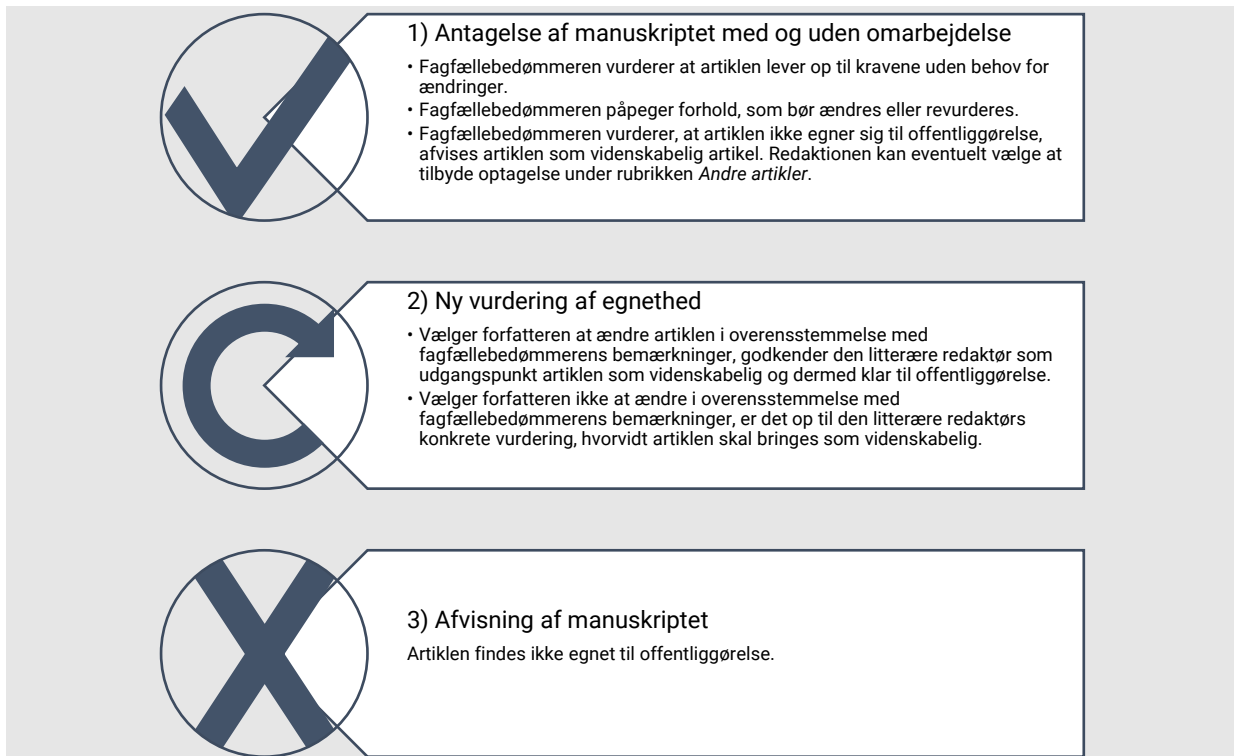 1) Antagelse af manuskriptet med og uden omarbejdelse
• Fagfællebedømmeren vurderer at artiklen lever op til kravene uden behov for
ændringer.
• Fagfællebedømmeren påpeger forhold, som bør ændres eller revurderes.
• Fagfællebedømmeren vurderer, at artiklen ikke egner sig til offentliggørelse,
afvises artiklen som videnskabelig artikel. Redaktionen kan eventuelt vælge at
tilbyde optagelse under rubrikken Andre artikler.
2) Ny vurdering af egnethed
• Vælger forfatteren at ændre artiklen i overensstemmelse med
fagfællebedømmerens bemærkninger, godkender den litterære redaktør som
udgangspunkt artiklen som videnskabelig og dermed klar til offentliggørelse.
• Vælger forfatteren ikke at ændre i overensstemmelse med
fagfællebedømmerens bemærkninger, er det op til den litterære redaktørs
konkrete vurdering, hvorvidt artiklen skal bringes som videnskabelig.
3) Afvisning af manuskriptet
Artiklen findes ikke egnet til offentliggørelse.